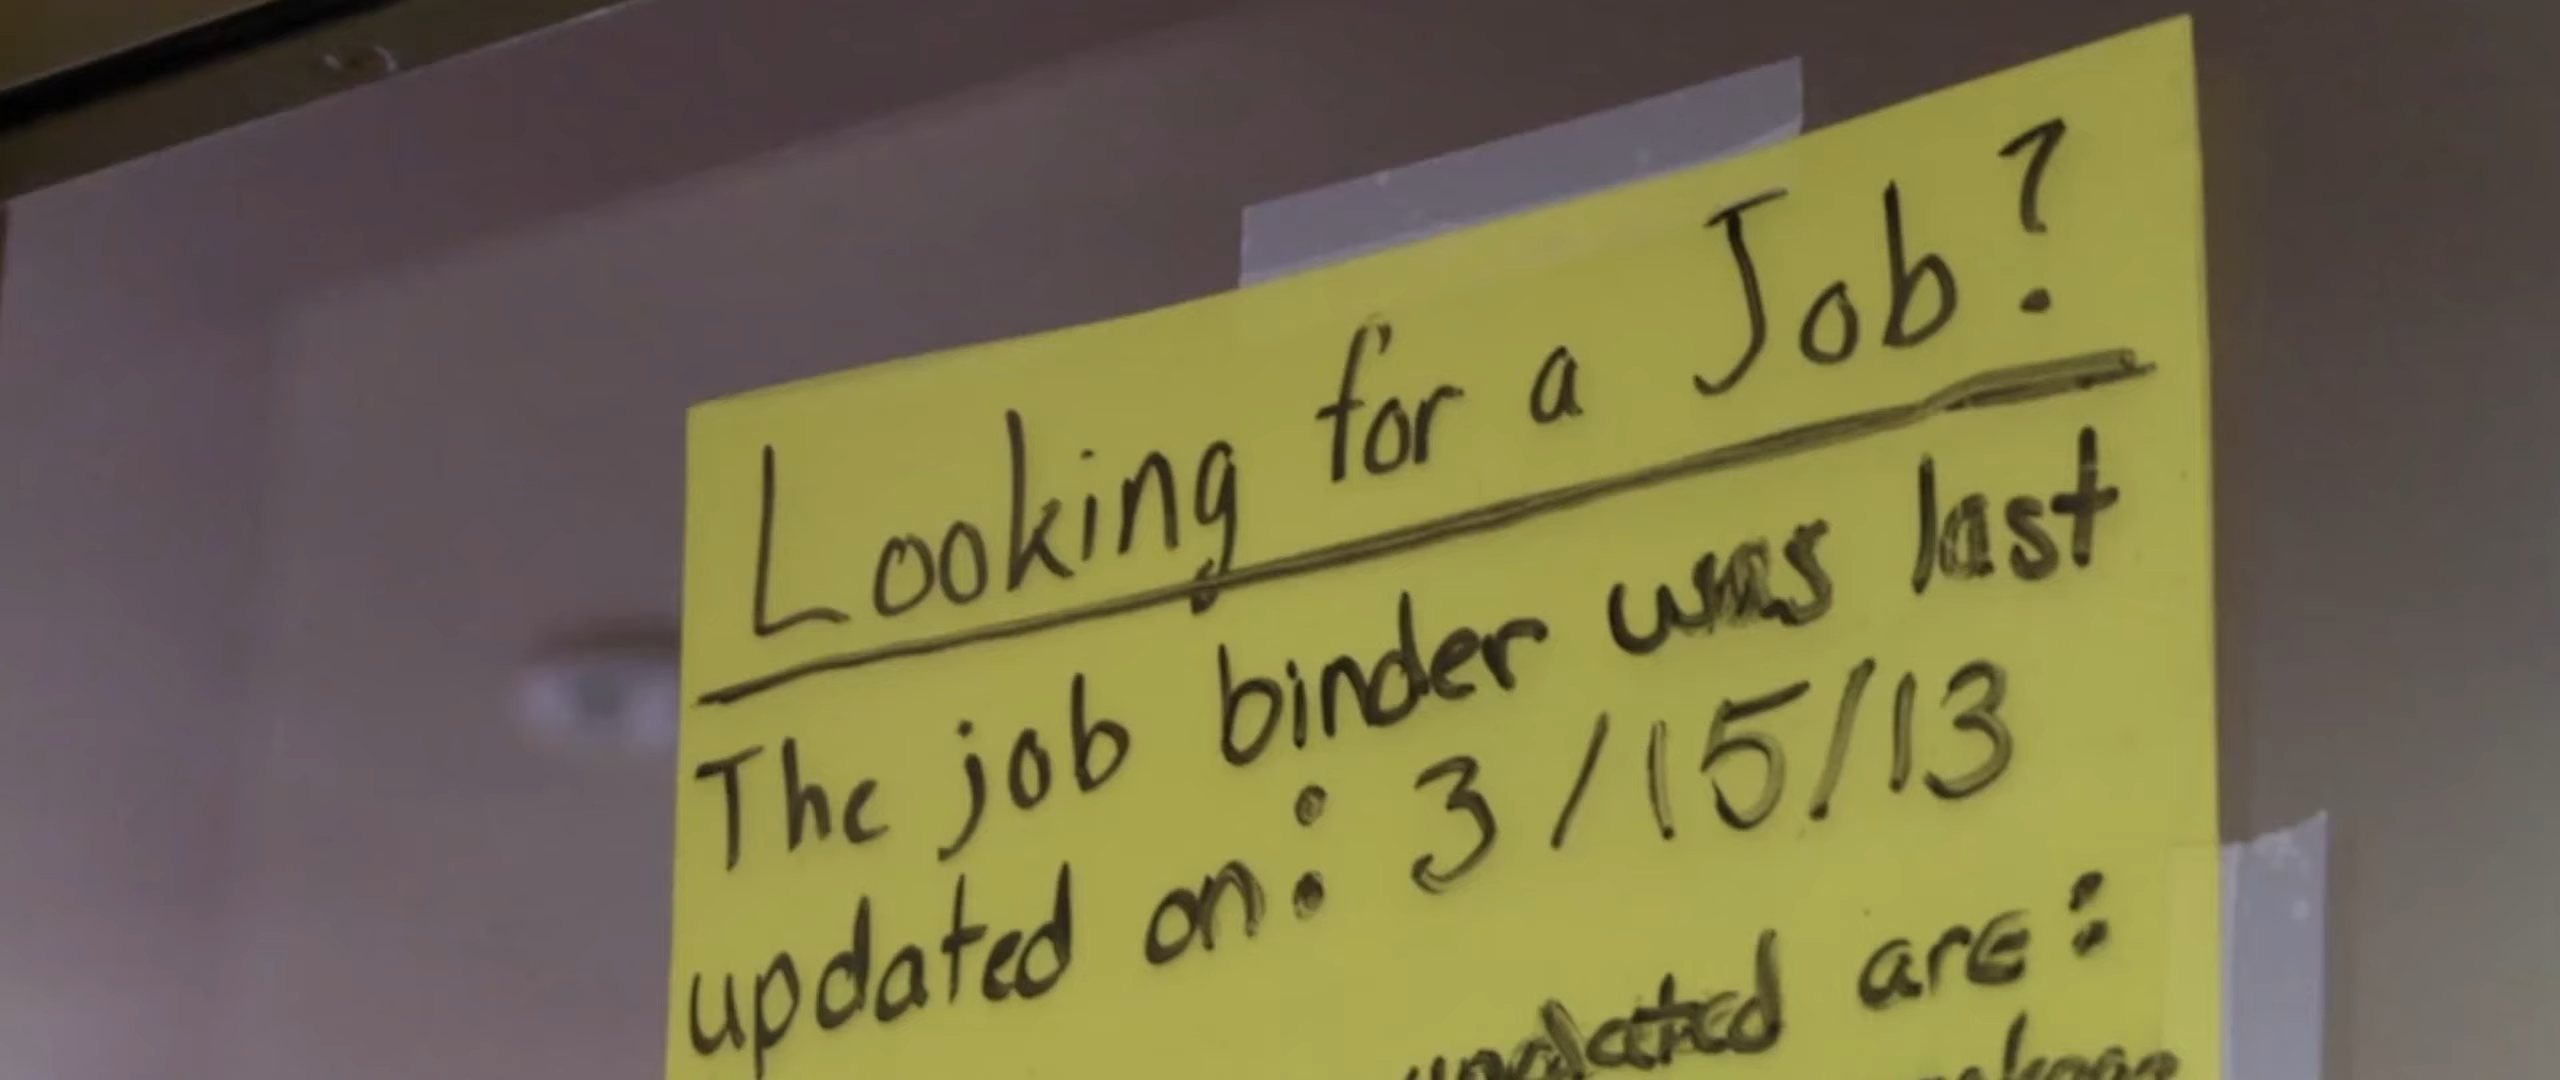 Looking for a Job?
The job binder was last
updated on: 3/15/13
updated are: